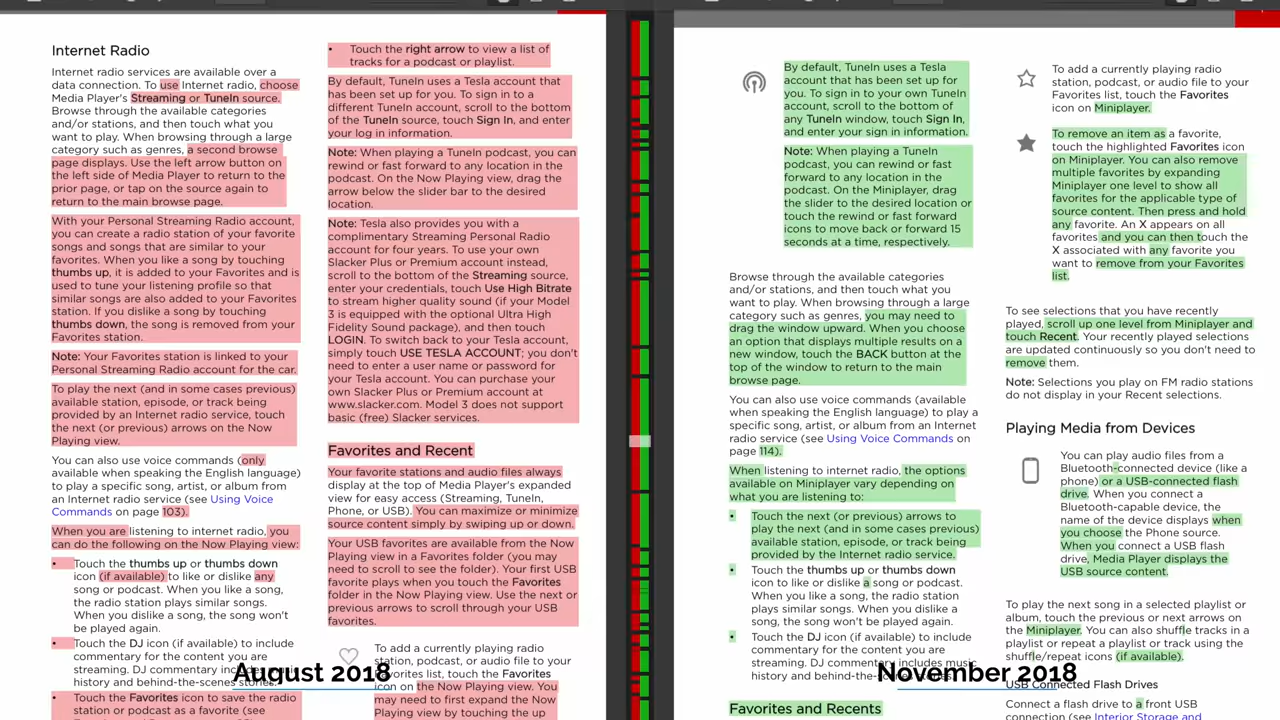 Internet Radio
Internet radio services are available over a
data connection. To use Internet radio, choose
Media Player's Streaming or TuneIn source.
Browse through the available categories
and/or stations, and then touch what you
want to play. When browsing through a large
category such as genres, a second browse
page displays. Use the left arrow button on
the left side of Media Player to return to the
prior page, or tap on the source again to
return to the main browse page.
With your Personal Streaming Radio account,
you can create a radio station of your favorite
songs and songs that are similar to your
favorites. When you like a song by touching
thumbs up, it is added to your Favorites and is
used to tune your listening profile so that
similar songs are also added to your Favorites
station. If you dislike a song by touching
thumbs down, the song is removed from your
Favorites station.
Note: Your Favorites station is linked to your
Personal Streaming Radio account for the car.
To play the next (and in some cases previous)
available station, episode, or track being
provided by an Internet radio service, touch
the next (or previous) arrows on the Now
Playing view.
You can also use voice commands (only
available when speaking the English language)
to play a specific song, artist, or album from
an Internet radio service (see Using Voice
Commands on page 103).
When you are listening to internet radio, you
can do the following on the Now Playing view:
• Touch the thumbs up or thumbs down
icon (if available) to like or dislike any
song or podcast. When you like a song,
the radio station plays similar songs.
When you dislike a song, the song won't
be played again.
• Touch the DJ icon (if available) to include
commentary for the content you are
streaming. DJ commentary includes music
history and behind-the-scenes stories.
• Touch the Favorites icon to save the radio
station or podcast as a favorite (see
• Touch the right arrow to view a list of
tracks for a podcast or playlist.
By default, TuneIn uses a Tesla account that
has been set up for you. To sign in to a
different TuneIn account, scroll to the bottom
of the TuneIn source, touch Sign In, and enter
your log in information.
Note: When playing a TuneIn podcast, you can
rewind or fast forward to any location in the
podcast. On the Now Playing view, drag the
arrow below the slider bar to the desired
location.
Note: Tesla also provides you with a
complimentary Streaming Personal Radio
account for four years. To use your own
Slacker Plus or Premium account instead,
scroll to the bottom of the Streaming source,
enter your credentials, touch Use High Bitrate
to stream higher quality sound (if your Model
3 is equipped with the optional Ultra High
Fidelity Sound package), and then touch
LOGIN. To switch back to your Tesla account,
simply touch USE TESLA ACCOUNT; you don't
need to enter a user name or password for
your Tesla account. You can purchase your
own Slacker Plus or Premium account at
www.slacker.com. Model 3 does not support
basic (free) Slacker services.
Favorites and Recent
Your favorite stations and audio files always
display at the top of Media Player's expanded
view for easy access (Streaming, TuneIn,
Phone, or USB). You can maximize or minimize
source content simply by swiping up or down.
Your USB favorites are available from the Now
Playing view in a Favorites folder (you may
need to scroll to see the folder). Your first USB
favorite plays when you touch the Favorites
folder in the Now Playing view. Use the next or
previous arrows to scroll through your USB
favorites.
To add a currently playing radio
station, podcast, or audio file to your
Favorites list, touch the Favorites
icon on the Now Playing view. You
may need to first expand the Now
Playing view by touching the up
August 2018
By default, TuneIn uses a Tesla
account that has been set up for
you. To sign in to your own TuneIn
account, scroll to the bottom of
any TuneIn window, touch Sign In,
and enter your sign in information.
Note: When playing a TuneIn
podcast, you can rewind or fast
forward to any location in the
podcast. On the Miniplayer, drag
the slider to the desired location or
touch the rewind or fast forward
icons to move back or forward 15
seconds at a time, respectively.
Browse through the available categories
and/or stations, and then touch what you
want to play. When browsing through a large
category such as genres, you may need to
drag the window upward. When you choose
an option that displays multiple results on a
new window, touch the BACK button at the
top of the window to return to the main
browse page.
You can also use voice commands (available
when speaking the English language) to play a
specific song, artist, or album from an Internet
radio service (see Using Voice Commands on
page 114).
When listening to internet radio, the options
available on Miniplayer vary depending on
what you are listening to:
• Touch the next (or previous) arrows to
play the next (and in some cases previous)
available station, episode, or track being
provided by the Internet radio service.
• Touch the thumbs up or thumbs down
icon to like or dislike a song or podcast.
When you like a song, the radio station
plays similar songs. When you dislike a
song, the song won't be played again.
• Touch the DJ icon (if available) to include
commentary for the content you are
streaming. DJ commentary includes music
history and behind-the-
Favorites and Recents
To add a currently playing radio
station, podcast, or audio file to your
Favorites list, touch the Favorites
icon on Miniplayer.
To remove an item as a favorite,
touch the highlighted Favorites icon
on Miniplayer. You can also remove
multiple favorites by expanding
Miniplayer one level to show all
favorites for the applicable type of
source content. Then press and hold
any favorite. An X appears on all
favorites and you can then touch the
X associated with any favorite you
want to remove from your Favorites
list.
To see selections that you have recently
played, scroll up one level from Miniplayer and
touch Recent. Your recently played selections
are updated continuously so you don't need to
remove them.
Note: Selections you play on FM radio stations
do not display in your Recent selections.
Playing Media from Devices
You can play audio files from a
Bluetooth-connected device (like a
phone) or a USB-connected flash
drive. When you connect a
Bluetooth-capable device, the
name of the device displays when
you choose the Phone source.
When you connect a USB flash
drive, Media Player displays the
USB source content.
To play the next song in a selected playlist or
album, touch the previous or next arrows on
the Miniplayer. You can also shuffle tracks in a
playlist or repeat a playlist or track using the
shuffle/repeat icons (if available).
USB Connected Flash Drives
Connect a flash drive to a front USB
connection (see Interior Storage and
November 2018